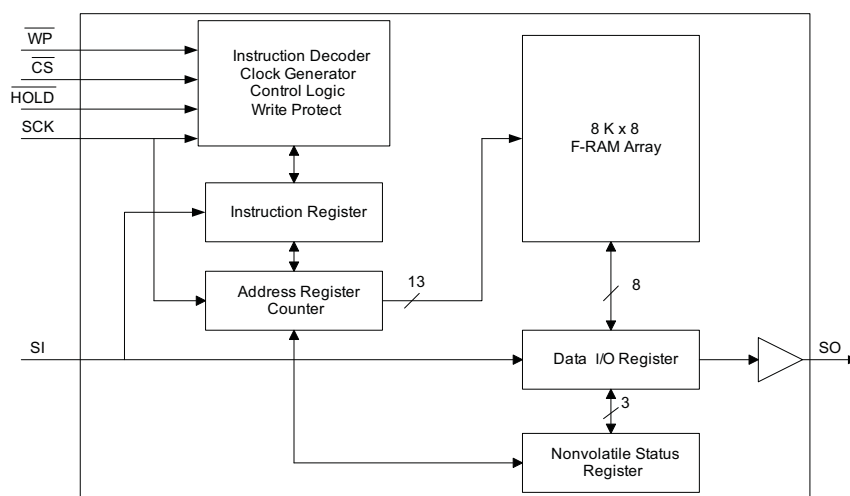 WP
CS
HOLD
SCK
Instruction Decoder
Clock Generator
Control Logic
Write Protect
8 K x 8
F-RAM Array
Instruction Register
Address Register
Counter
13
8
SI
Data I/O Register
SO
3
Nonvolatile Status
Register